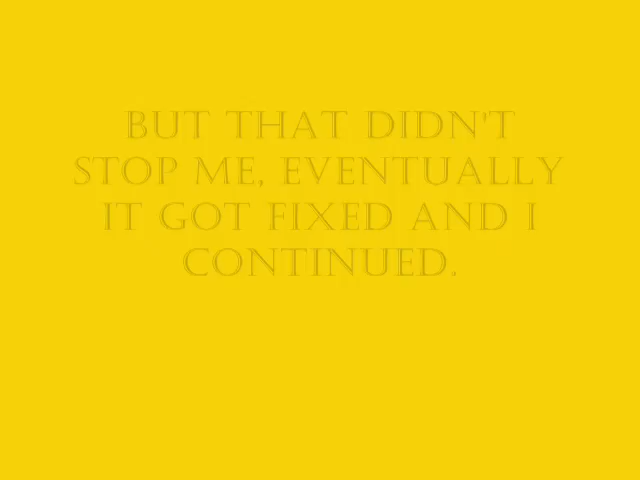 BUT THAT DIDN'T
STOP ME, EVENTUALLY
IT GOT FIXED AND I
CONTINUED.